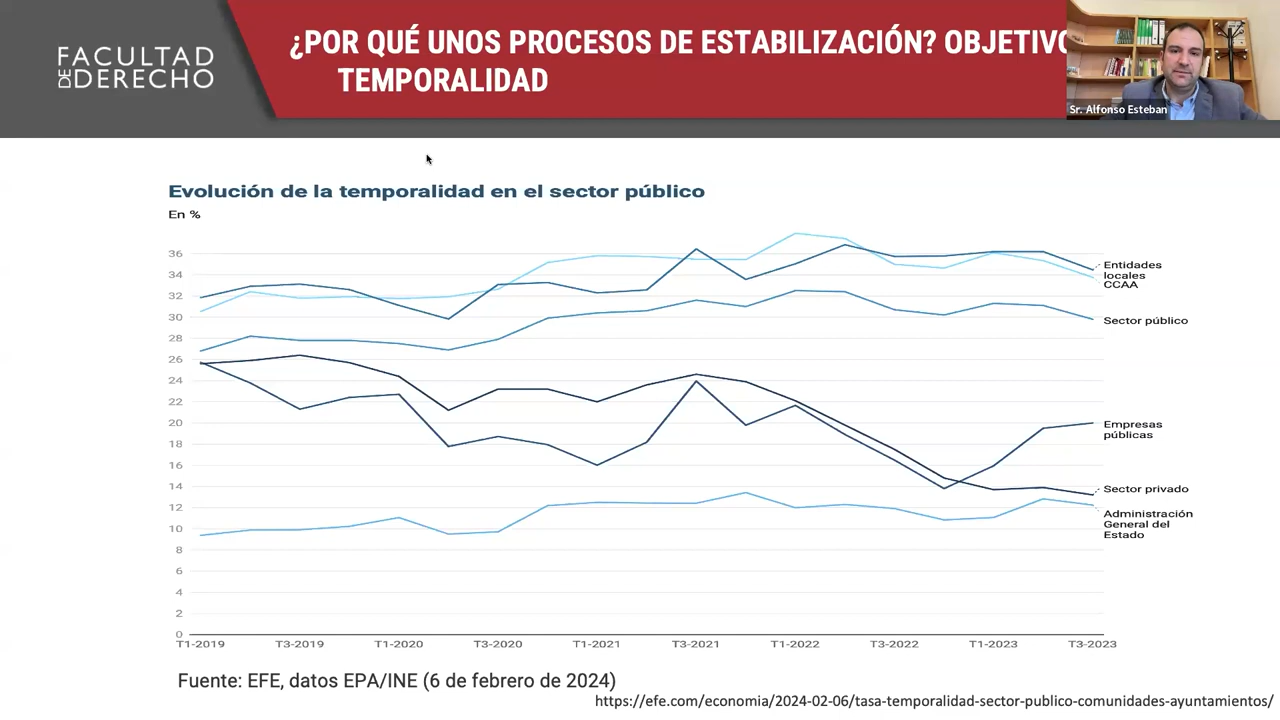 FACULTAD
DE DERECHO
¿POR QUÉ UNOS PROCESOS DE ESTABILIZACIÓN? OBJETIVO
TEMPORALIDAD
Sr. Alfonso Esteban
Evolución de la temporalidad en el sector público
En %
36
34
32
30
28
26
24
22
20
18
16
14
12
10
8
6
4
2
0
Entidades
locales
CCAA
Sector público
Empresas
públicas
Sector privado
Administración
General del
Estado
T1-2019
T3-2019
T1-2020
T3-2020
T1-2021
T3-2021
T1-2022
T3-2022
T1-2023
T3-2023
Fuente: EFE, datos EPA/INE (6 de febrero de 2024)
https://efe.com/economia/2024-02-06/tasa-temporalidad-sector-publico-comunidades-ayuntamientos/